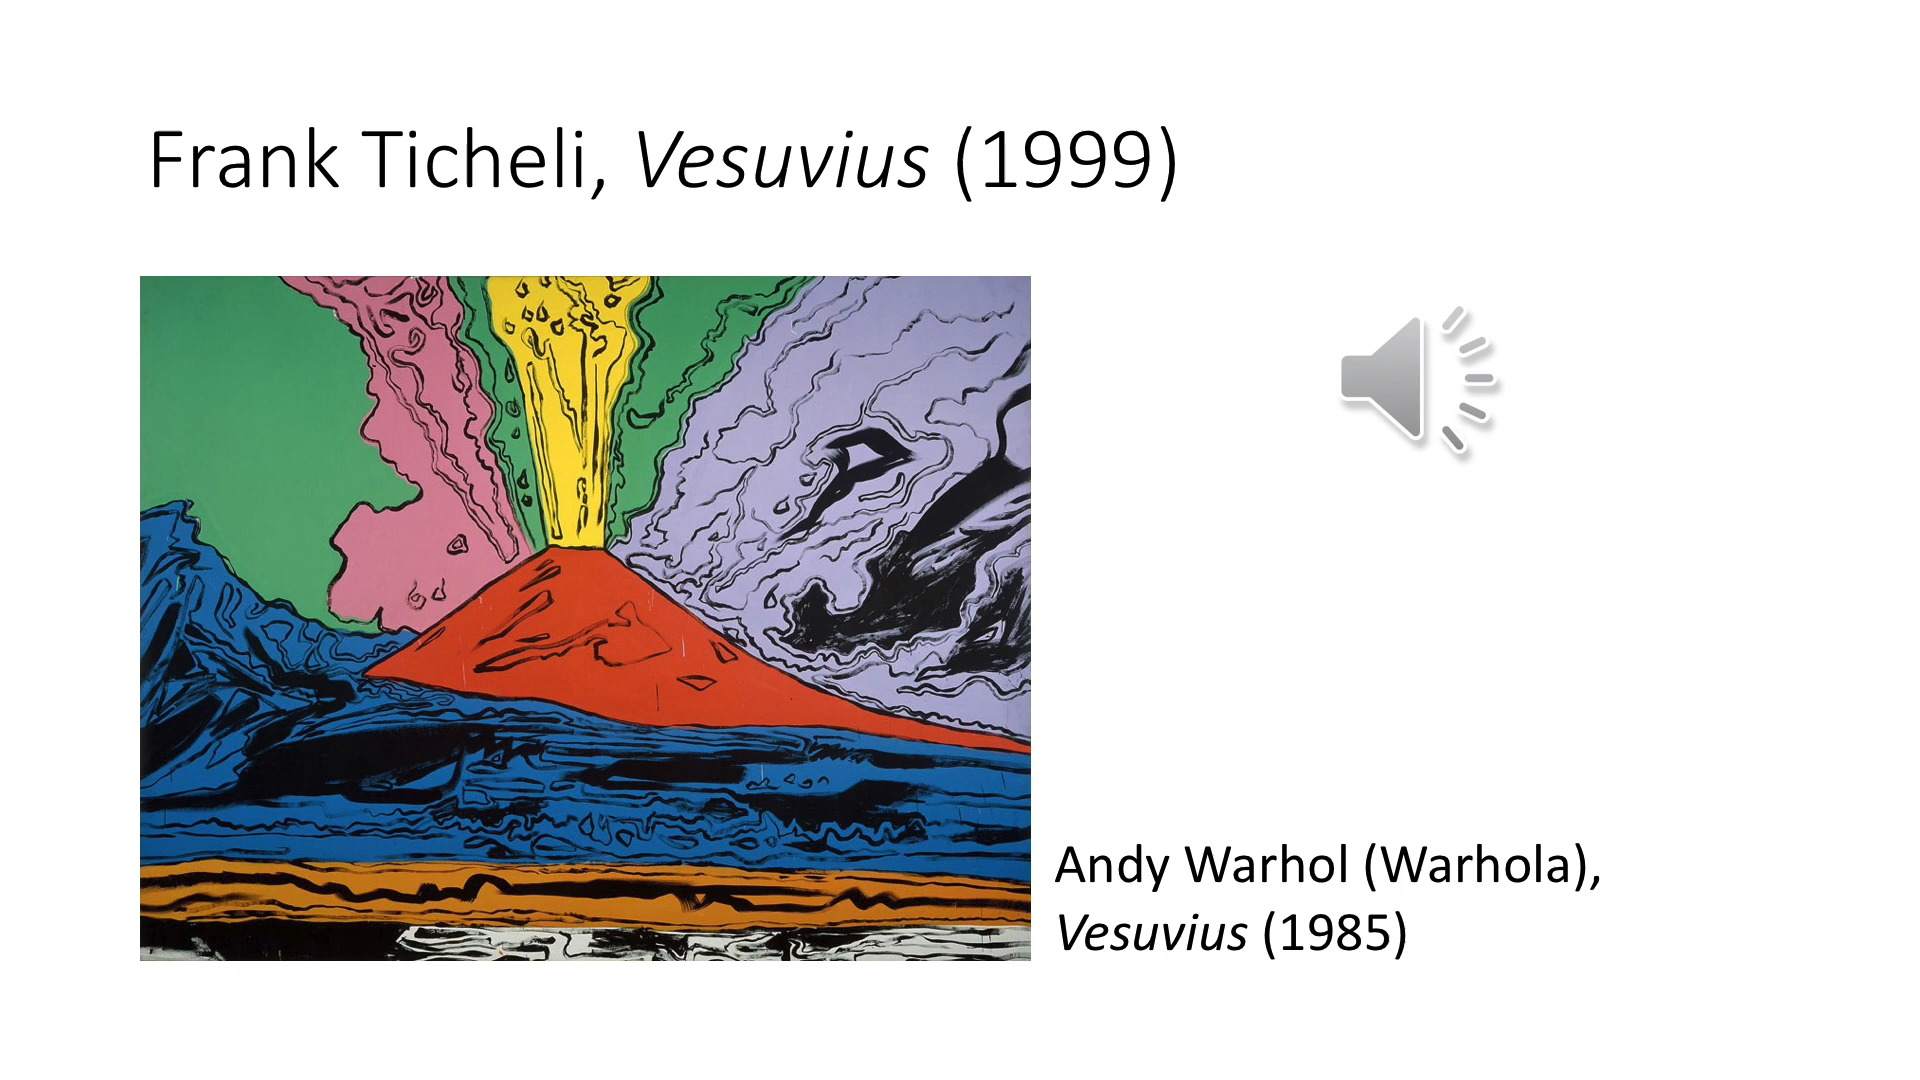 Frank Ticheli, Vesuvius (1999)
Andy Warhol (Warhola),
Vesuvius (1985)